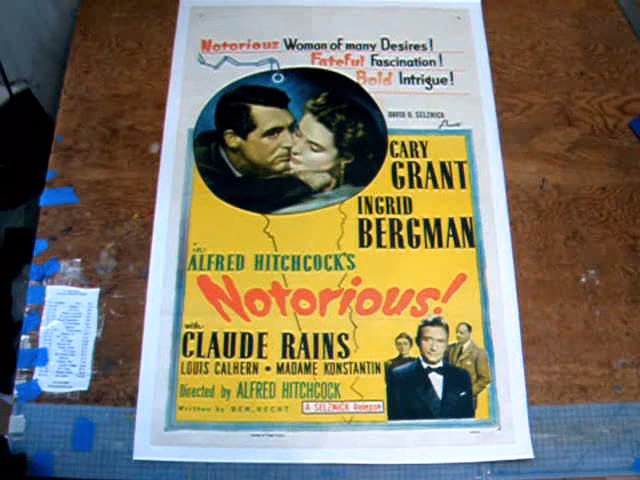 Notorious Woman of many Desires!
Fateful Fascination!
Bold Intrigue!
DAVID O. SELZNICK
CARY
GRANT
INGRID
BERGMAN
in
ALFRED HITCHCOCK'S
Notorious!
with
CLAUDE RAINS
LOUIS CALHERN • MADAME KONSTANTIN
Directed by ALFRED HITCHCOCK
Written by BEN HECHT
A SELZNICK Release